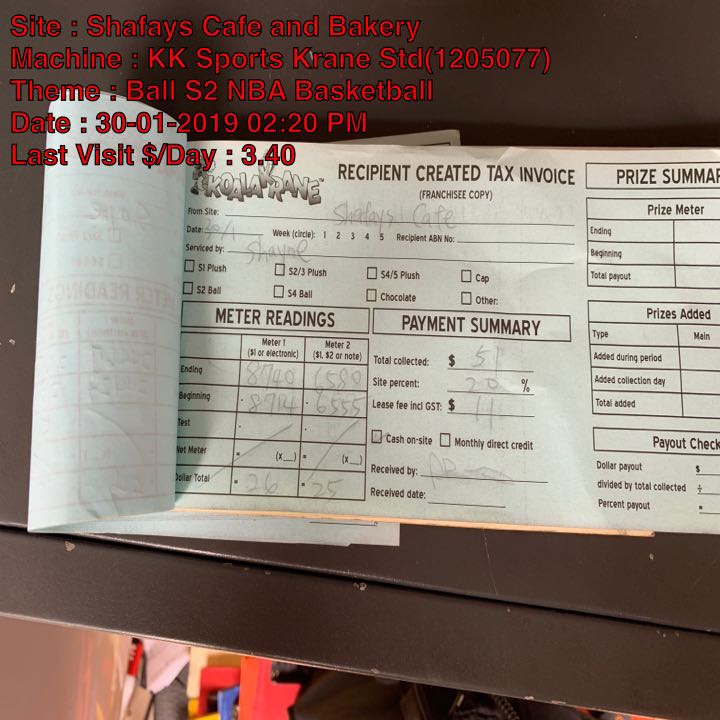 Site : Shafays Cafe and Bakery
Machine : KK Sports Krane Std(1205077)
Theme : Ball S2 NBA Basketball
Date : 30-01-2019 02:20 PM
Last Visit $/Day : 3.40
KOALA KRANE
RECIPIENT CREATED TAX INVOICE
(FRANCHISEE COPY)
From Site: Shafays Cafe
Date: 30/1 Week (circle): 1 2 3 4 5 Recipient ABN No:
Serviced by: Shayne
S1 Plush S2/3 Plush S4/5 Plush Cap
S2 Ball S4 Ball Chocolate Other:
METER READINGS
Meter 1 ($1 or electronic) Meter 2 ($1, $2 or note)
Ending 8740 6580
Beginning - 8714 - 6555
Test - -
Net Meter = (x__) = (x__)
Dollar Total = 26 = 25
PAYMENT SUMMARY
Total collected: $ 51
Site percent: 20 %
Lease fee incl GST: $ 11
Cash on-site Monthly direct credit
Received by:
Received date:
PRIZE SUMMAR
Prize Meter
Ending
Beginning
Total payout
Prizes Added
Type Main
Added during period
Added collection day
Total added
Payout Check
Dollar payout $
divided by total collected ÷
Percent payout =